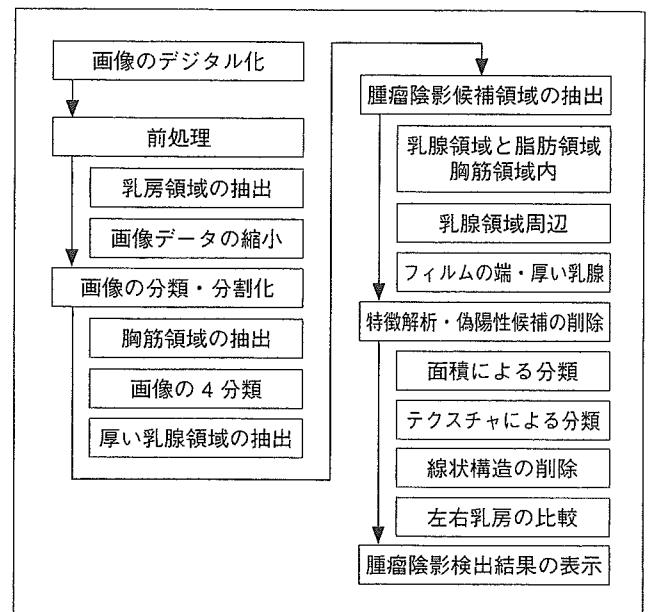 画像のデジタル化
前処理
乳房領域の抽出
画像データの縮小
画像の分類・分割化
胸筋領域の抽出
画像の4分類
厚い乳腺領域の抽出
腫瘤陰影候補領域の抽出
乳腺領域と脂肪領域
胸筋領域内
乳腺領域周辺
フィルムの端・厚い乳腺
特徴解析・偽陽性候補の削除
面積による分類
テクスチャによる分類
線状構造の削除
左右乳房の比較
腫瘤陰影検出結果の表示